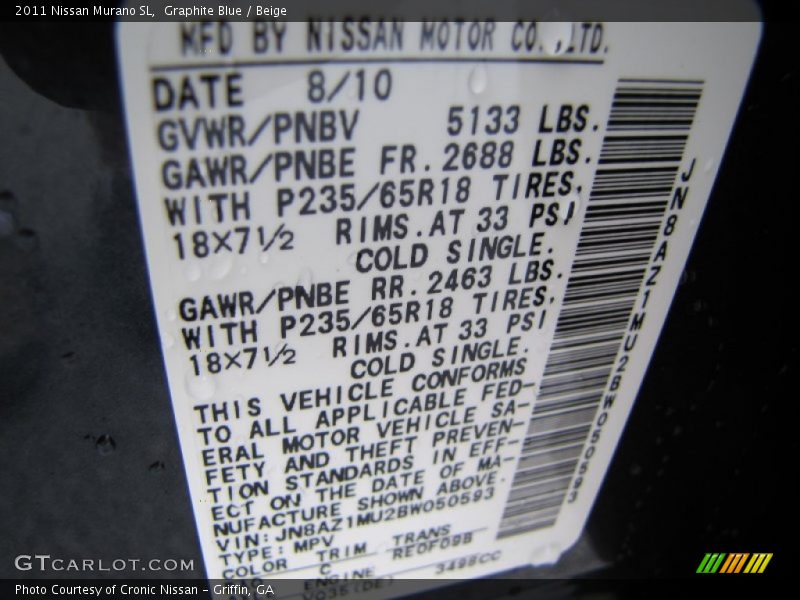 2011 Nissan Murano SL, Graphite Blue / Beige
MFD BY NISSAN MOTOR CO.,LTD.
DATE 8/10
GVWR/PNBV 5133 LBS.
GAWR/PNBE FR. 2688 LBS.
WITH P235/65R18 TIRES,
18×7½ RIMS. AT 33 PSI
COLD SINGLE.
GAWR/PNBE RR. 2463 LBS.
WITH P235/65R18 TIRES,
18×7½ RIMS. AT 33 PSI
COLD SINGLE.
THIS VEHICLE CONFORMS
TO ALL APPLICABLE FED-
ERAL MOTOR VEHICLE SA-
FETY AND THEFT PREVEN-
TION STANDARDS IN EFF-
ECT ON THE DATE OF MA-
NUFACTURE SHOWN ABOVE.
VIN: JN8AZ1MU2BW050593
TYPE: MPV
COLOR TRIM TRANS
C RE0F09B
ENGINE 3498CC
VQ35(DE)
JN8AZ1MU2BW050593
GTCARLOT.COM
Photo Courtesy of Cronic Nissan - Griffin, GA